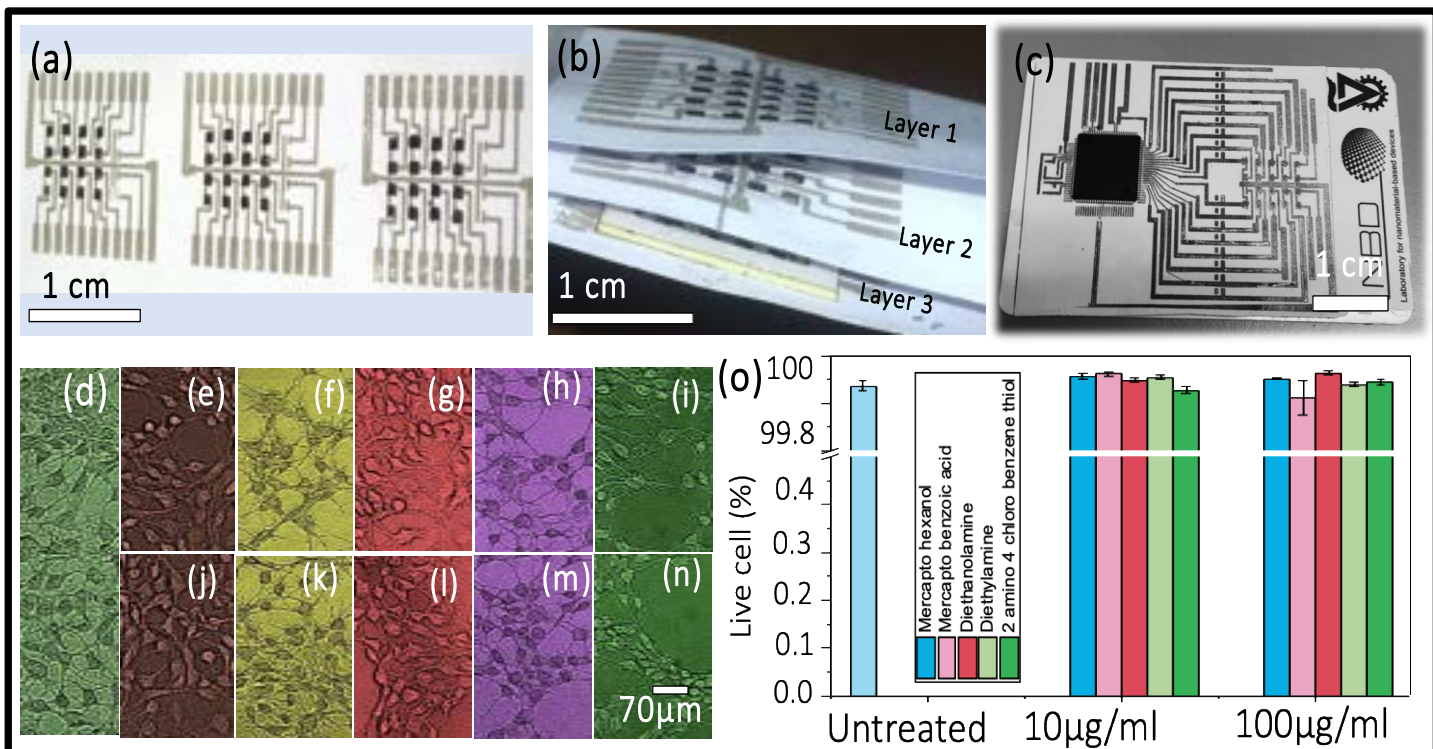 (a)
1 cm
(b)
Layer 1
Layer 2
Layer 3
1 cm
(c)
NBD
Laboratory for nanomaterial-based devices
1 cm
(d)
(e)
(f)
(g)
(h)
(i)
(j)
(k)
(l)
(m)
(n)
70μm
(o)
Live cell (%)
100
99.8
0.4
0.3
0.2
0.1
0.0
Mercapto hexanol
Mercapto benzoic acid
Diethanolamine
Diethylamine
2 amino 4 chloro benzene thiol
Untreated
10μg/ml
100μg/ml